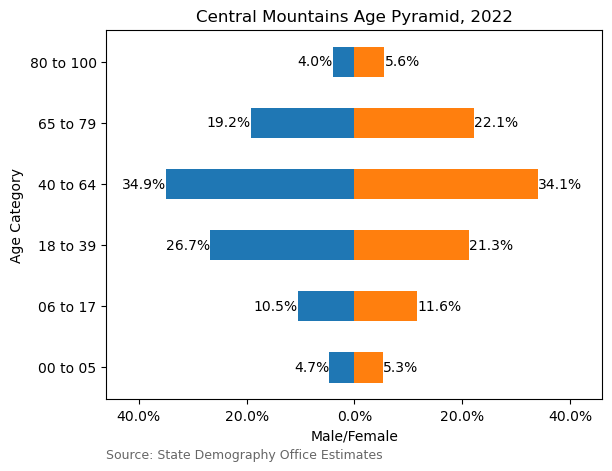 Central Mountains Age Pyramid, 2022
80 to 100 4.0% 5.6%
65 to 79 19.2% 22.1%
40 to 64 34.9% 34.1%
Age Category
18 to 39 26.7% 21.3%
06 to 17 10.5% 11.6%
00 to 05 4.7% 5.3%
40.0% 20.0% 0.0% 20.0% 40.0%
Male/Female
Source: State Demography Office Estimates